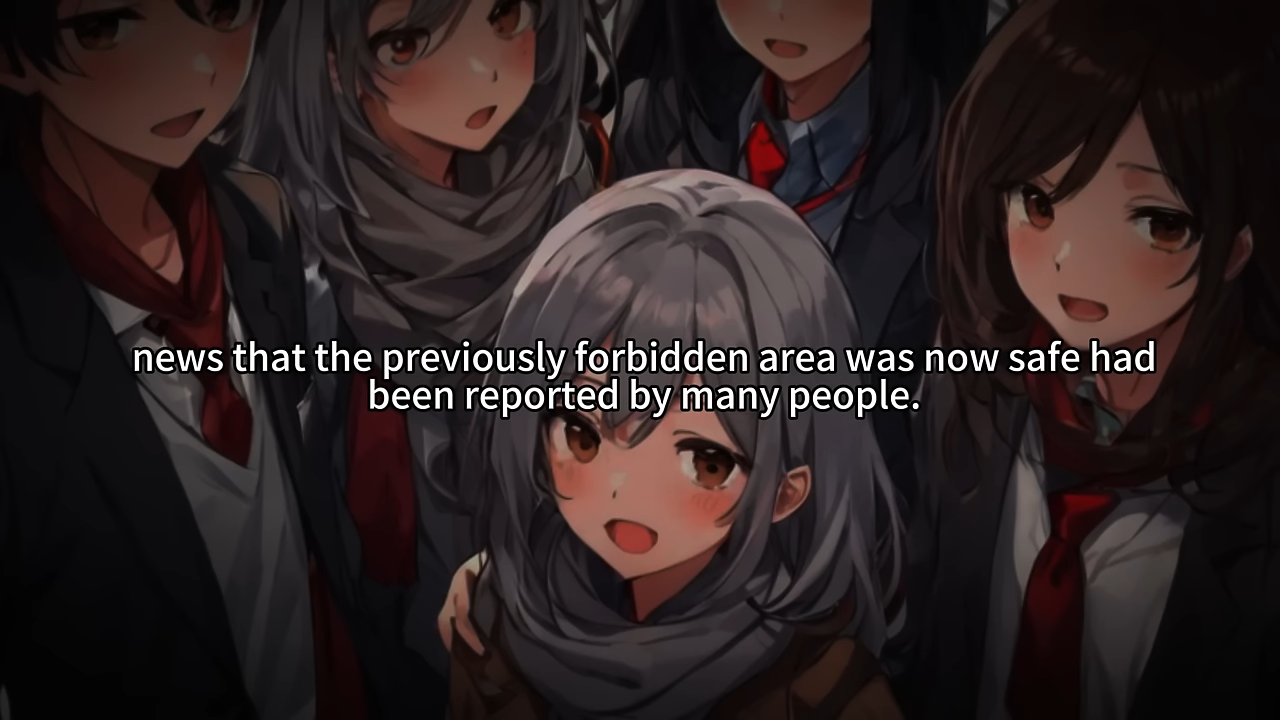 news that the previously forbidden area was now safe had
been reported by many people.